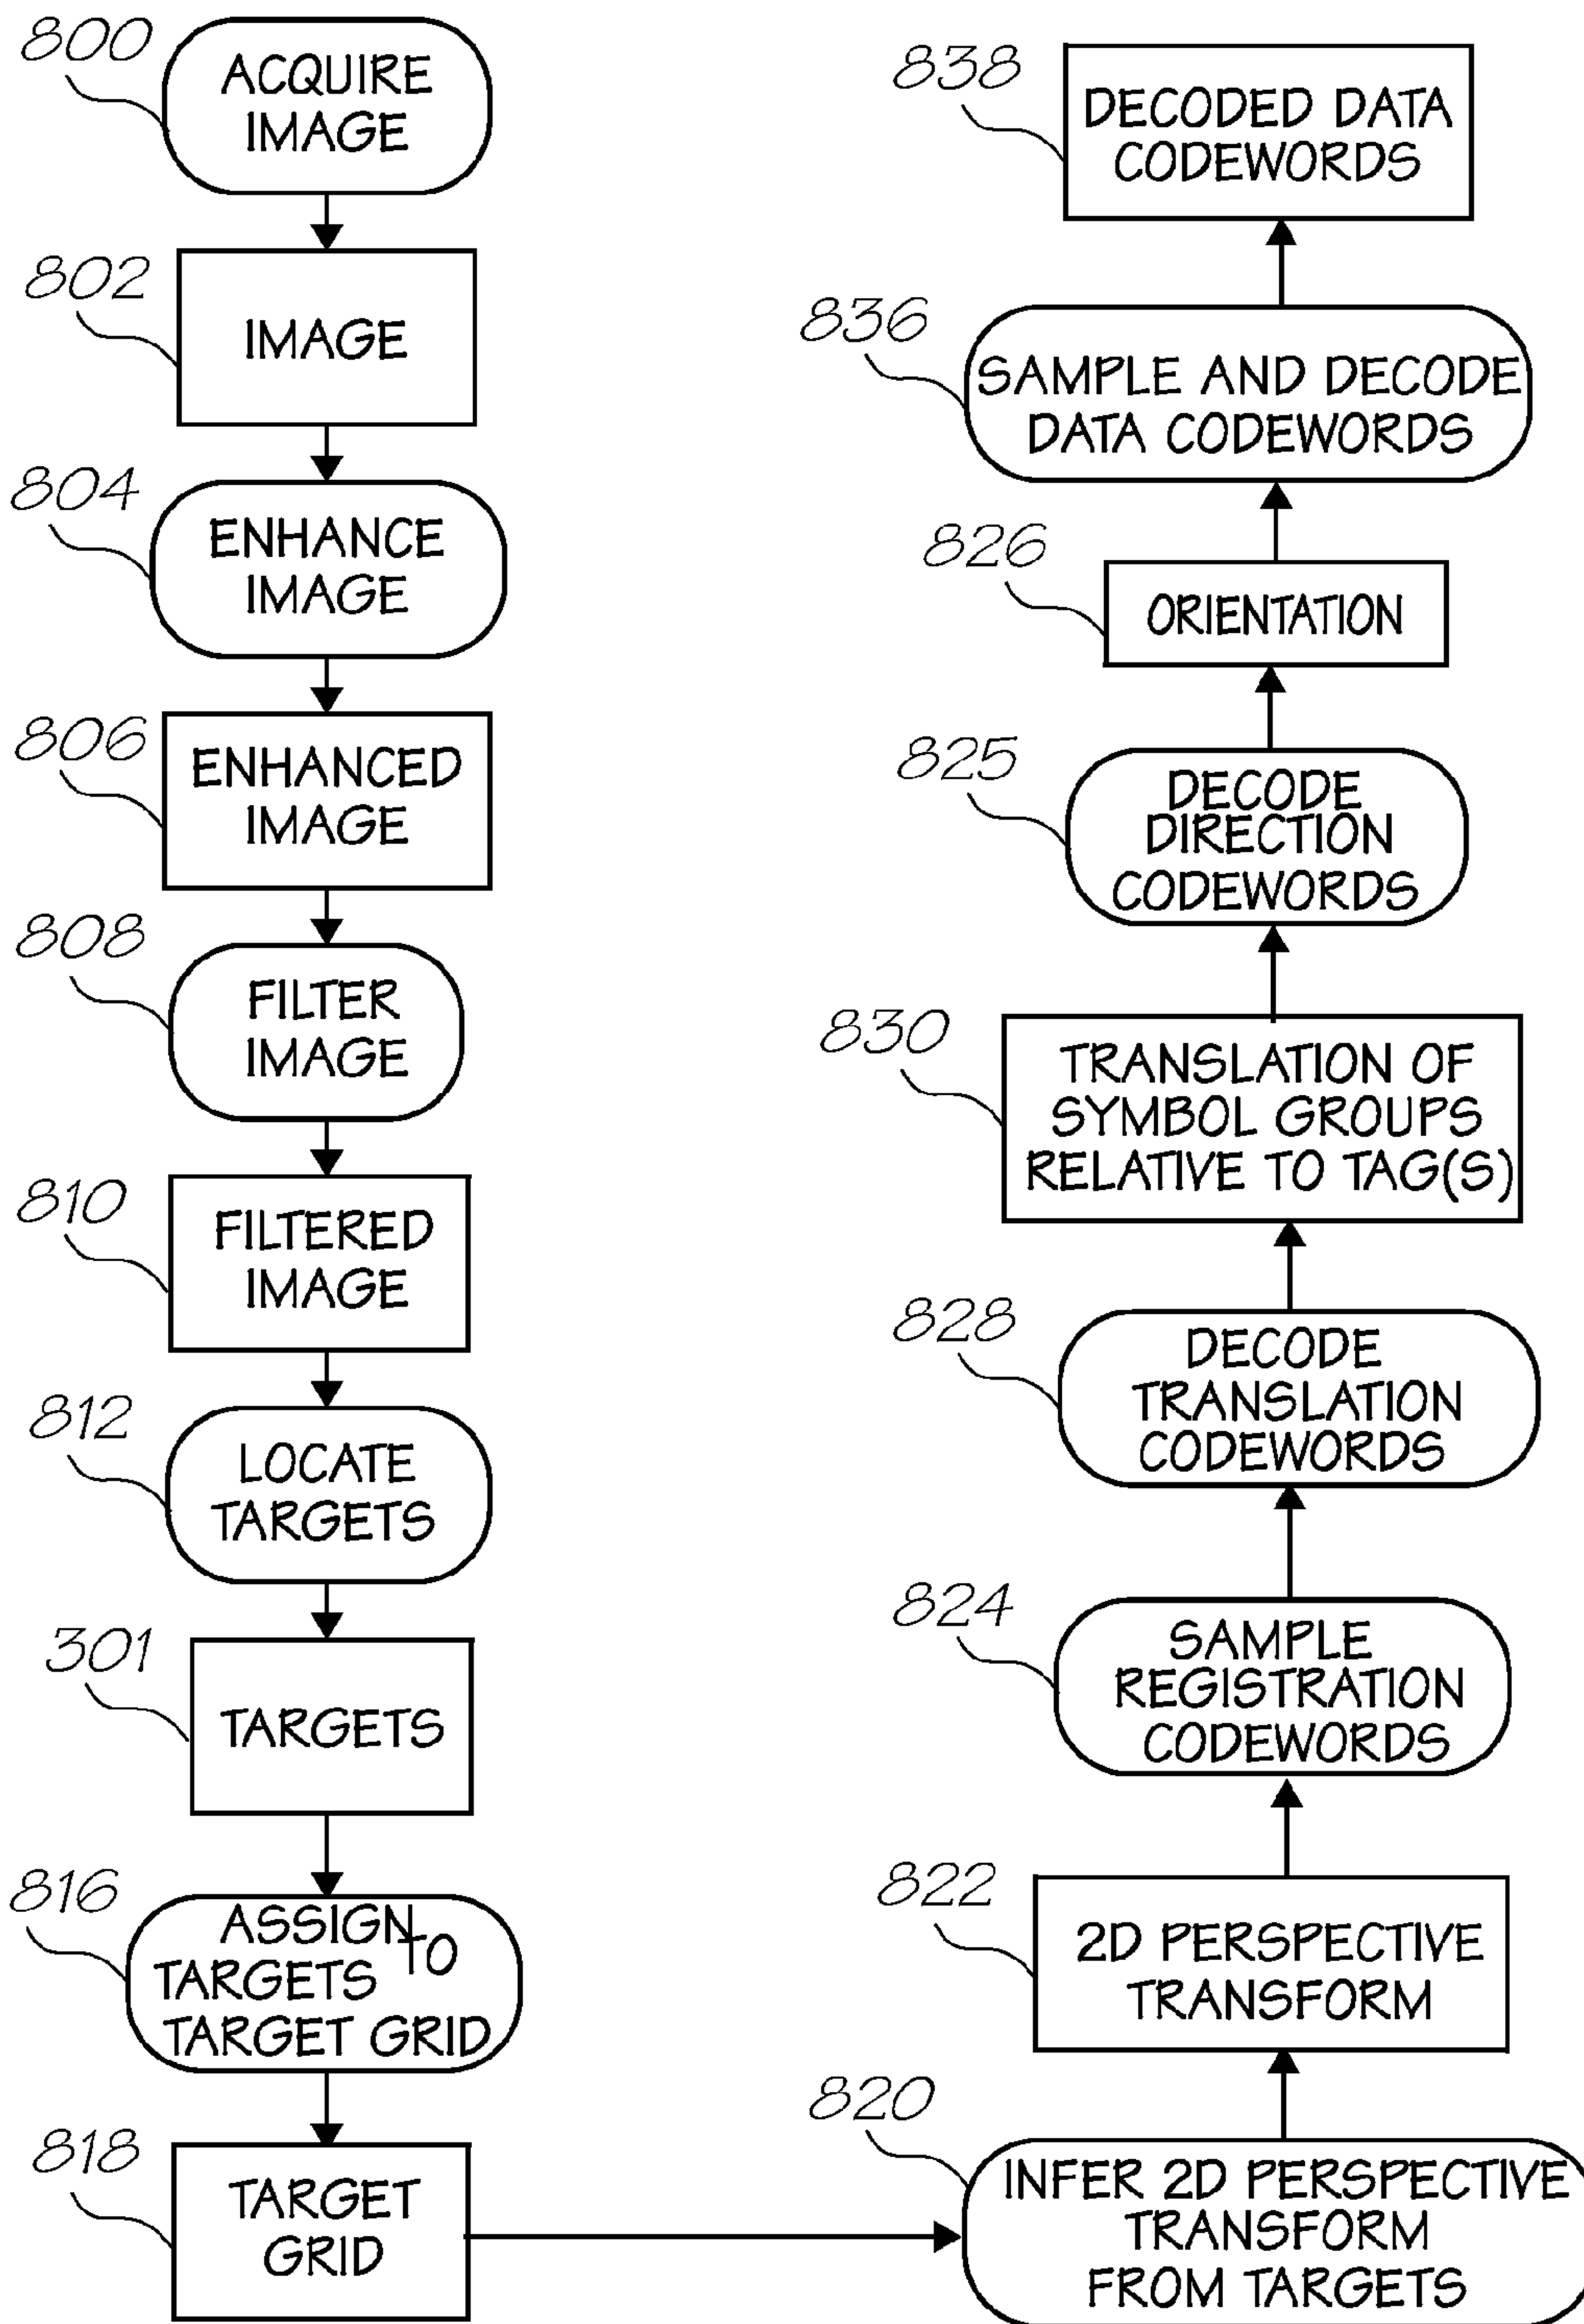 800
ACQUIRE
IMAGE
802
IMAGE
804
ENHANCE
IMAGE
806
ENHANCED
IMAGE
808
FILTER
IMAGE
810
FILTERED
IMAGE
812
LOCATE
TARGETS
301
TARGETS
816
ASSIGN
TARGETS TO
TARGET GRID
818
TARGET
GRID
820
INFER 2D PERSPECTIVE
TRANSFORM
FROM TARGETS
822
2D PERSPECTIVE
TRANSFORM
824
SAMPLE
REGISTRATION
CODEWORDS
828
DECODE
TRANSLATION
CODEWORDS
830
TRANSLATION OF
SYMBOL GROUPS
RELATIVE TO TAG(S)
825
DECODE
DIRECTION
CODEWORDS
826
ORIENTATION
836
SAMPLE AND DECODE
DATA CODEWORDS
838
DECODED DATA
CODEWORDS